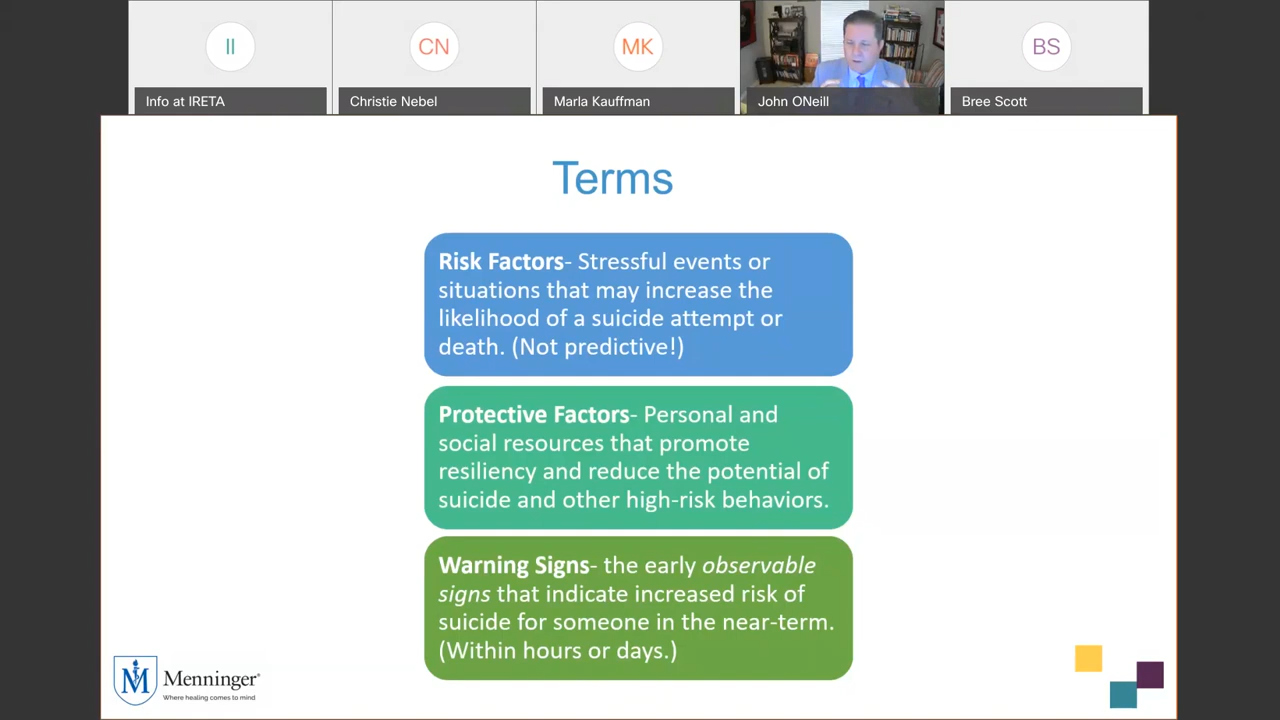 II
CN
MK
BS
Info at IRETA
Christie Nebel
Marla Kauffman
John ONeill
Bree Scott
Terms
Risk Factors- Stressful events or
situations that may increase the
likelihood of a suicide attempt or
death. (Not predictive!)
Protective Factors- Personal and
social resources that promote
resiliency and reduce the potential of
suicide and other high-risk behaviors.
Warning Signs- the early observable
signs that indicate increased risk of
suicide for someone in the near-term.
(Within hours or days.)
M
Menninger®
Where healing comes to mind